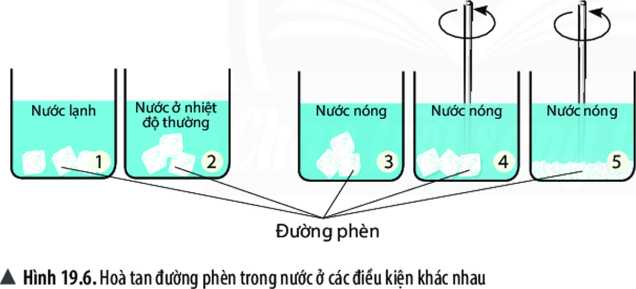 Nước lạnh
Nước ở nhiệt
độ thường
Nước nóng
Nước nóng
Nước nóng
1
2
3
4
5
Đường phèn
▲ Hình 19.6. Hoà tan đường phèn trong nước ở các điều kiện khác nhau